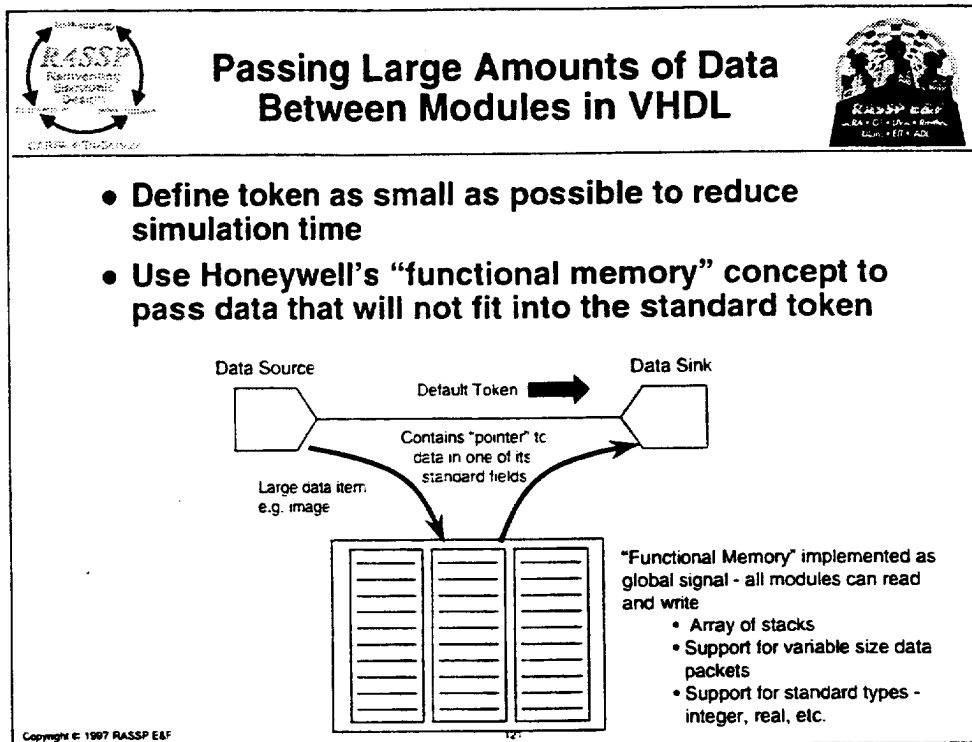 RASSP
Reinventing
Electronic
Design
Passing Large Amounts of Data
Between Modules in VHDL
RASSP E&F
• Define token as small as possible to reduce
simulation time
• Use Honeywell's “functional memory” concept to
pass data that will not fit into the standard token
Data Source
Data Sink
Default Token
Contains “pointer” to
data in one of its
standard fields
Large data item
e.g. image
“Functional Memory” implemented as
global signal - all modules can read
and write
• Array of stacks
• Support for variable size data
packets
• Support for standard types -
integer, real, etc.
Copyright © 1997 RASSP E&F